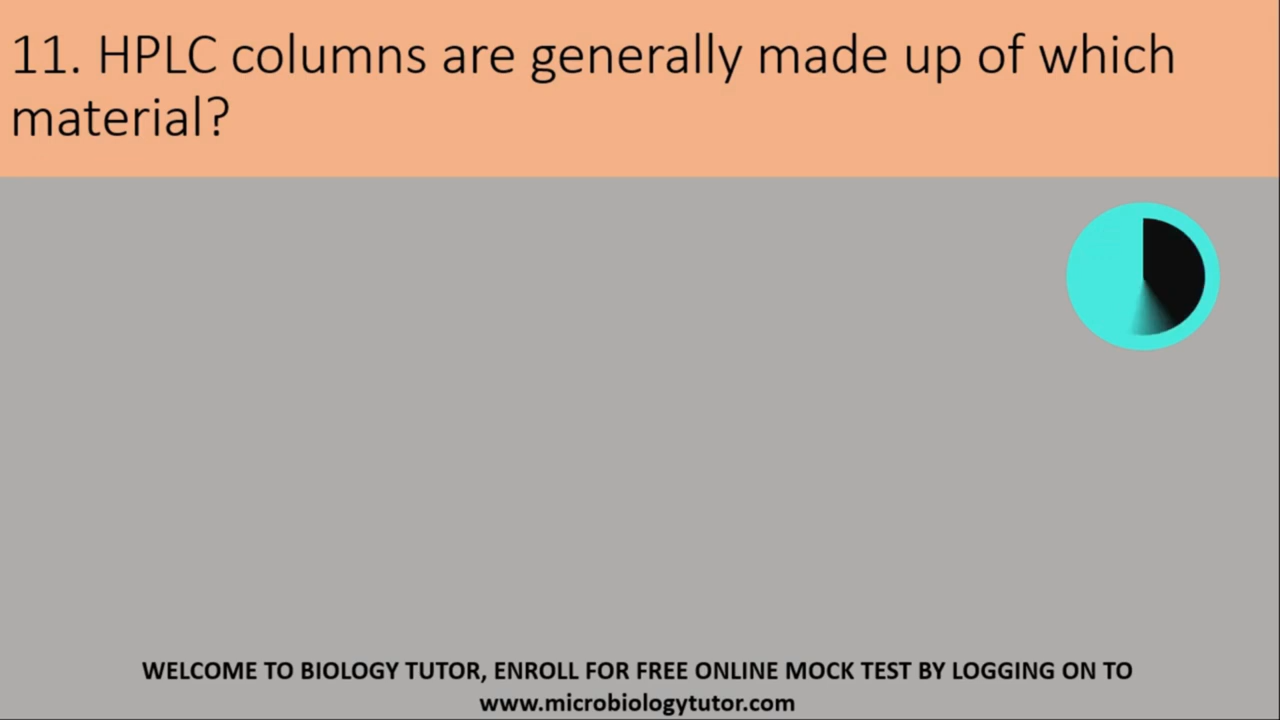 11. HPLC columns are generally made up of which
material?
WELCOME TO BIOLOGY TUTOR, ENROLL FOR FREE ONLINE MOCK TEST BY LOGGING ON TO
www.microbiologytutor.com